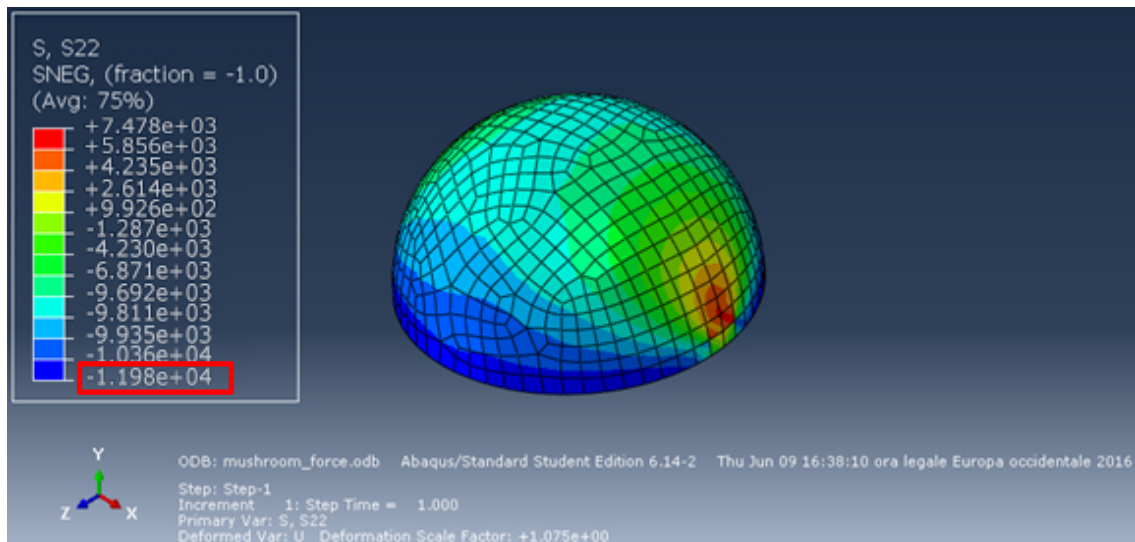 S, S22
SNEG, (fraction = -1.0)
(Avg: 75%)
+7.478e+03
+5.856e+03
+4.235e+03
+2.614e+03
+9.926e+02
-1.287e+03
-4.230e+03
-6.871e+03
-9.692e+03
-9.811e+03
-9.935e+03
-1.036e+04
-1.198e+04
Y
Z X
ODB: mushroom_force.odb Abaqus/Standard Student Edition 6.14-2 Thu Jun 09 16:38:10 ora legale Europa occidentale 2016
Step: Step-1
Increment 1: Step Time = 1.000
Primary Var: S, S22
Deformed Var: U Deformation Scale Factor: +1.075e+00